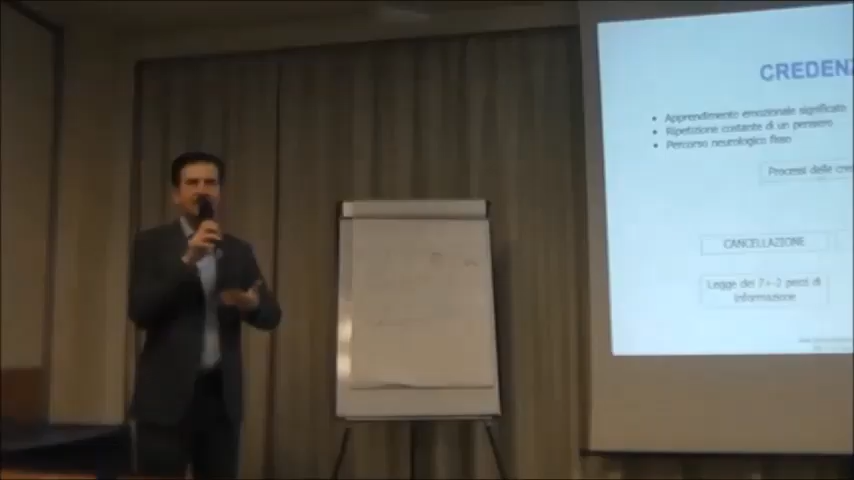 CREDENZ
• Apprendimento emozionale significato
• Ripetizione costante di un pensiero
• Percorso neurologico fisso
Processi delle cre
CANCELLAZIONE
Legge dei 7+-2 pezzi di
informazione